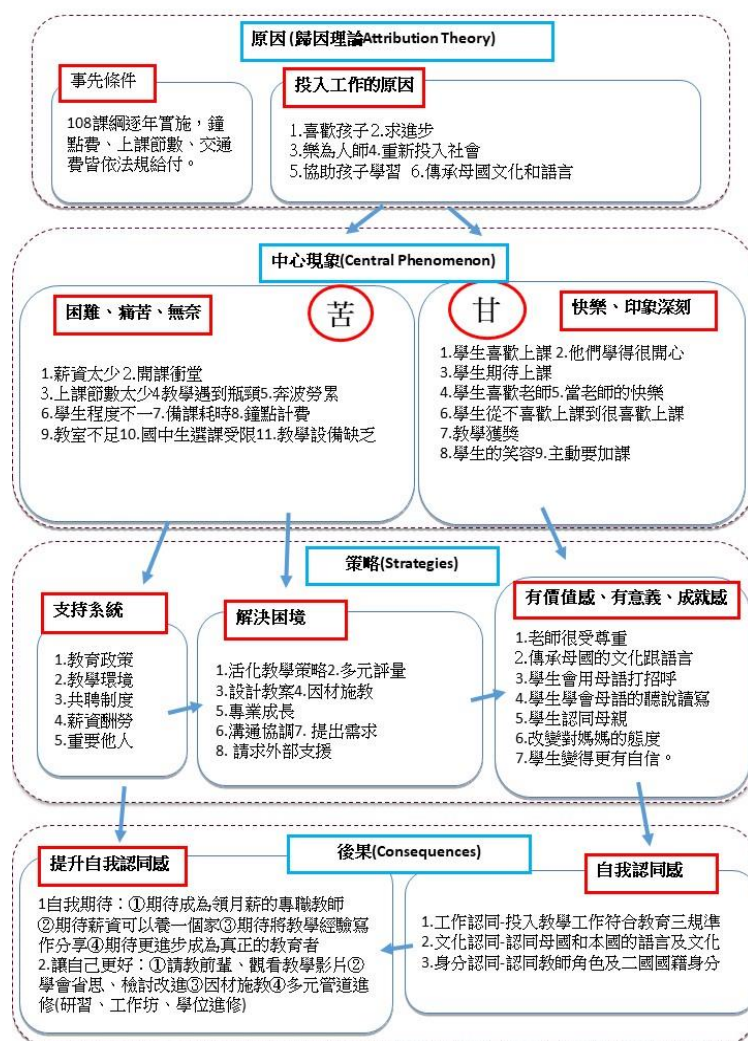 原因(歸因理論Attribution Theory)
事先條件
108課綱逐年實施，鐘
點費、上課節數、交通
費皆依法規給付。
投入工作的原因
1.喜歡孩子2.求進步
3.樂為人師4.重新投入社會
5.協助孩子學習 6.傳承母國文化和語言
中心現象(Central Phenomenon)
困難、痛苦、無奈
苦
1.薪資太少2.開課衝堂
3.上課節數太少4教學遇到瓶頸5.奔波勞累
6.學生程度不一7.備課耗時8.鐘點計費
9.教室不足10.國中生選課受限11.教學設備缺乏
甘
快樂、印象深刻
1.學生喜歡上課 2.他們學得很開心
3.學生期待上課
4.學生喜歡老師5.當老師的快樂
6.學生從不喜歡上課到很喜歡上課
7.教學獲獎
8.學生的笑容9.主動要加課
策略(Strategies)
支持系統
1.教育政策
2.教學環境
3.共聘制度
4.薪資酬勞
5.重要他人
解決困境
1.活化教學策略2.多元評量
3.設計教案4.因材施教
5.專業成長
6.溝通協調7. 提出需求
8. 請求外部支援
有價值感、有意義、成就感
1.老師很受尊重
2.傳承母國的文化跟語言
3.學生會用母語打招呼
4.學生學會母語的聽說讀寫
5.學生認同母親
6.改變對媽媽的態度
7.學生變得更有自信。
後果(Consequences)
提升自我認同感
1自我期待：①期待成為領月薪的專職教師
②期待薪資可以養一個家③期待將教學經驗寫
作分享④期待更進步成為真正的教育者
2.讓自己更好：①請教前輩、觀看教學影片②
學會省思、檢討改進③因材施教④多元管道進
修(研習、工作坊、學位進修)
自我認同感
1.工作認同-投入教學工作符合教育三規準
2.文化認同-認同母國和本國的語言及文化
3.身分認同-認同教師角色及二國國籍身分